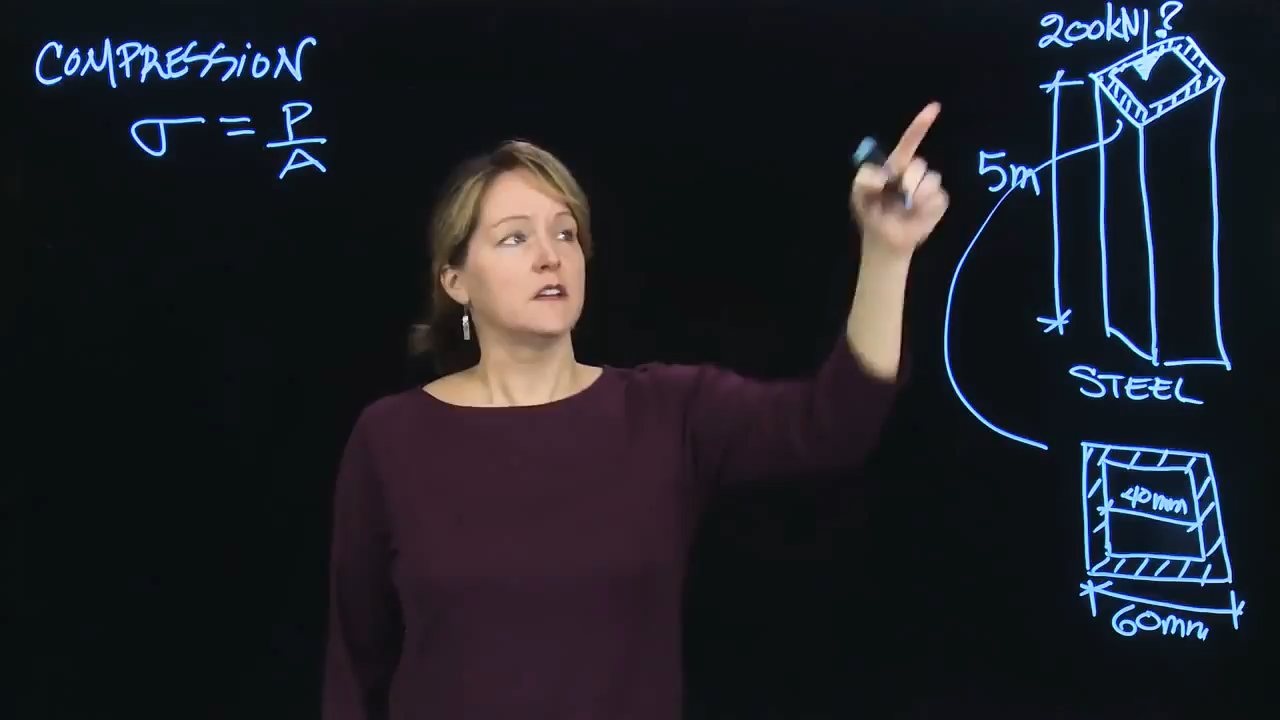 COMPRESSION
σ = P/A
200kN?
5m
STEEL
40mm
60mm